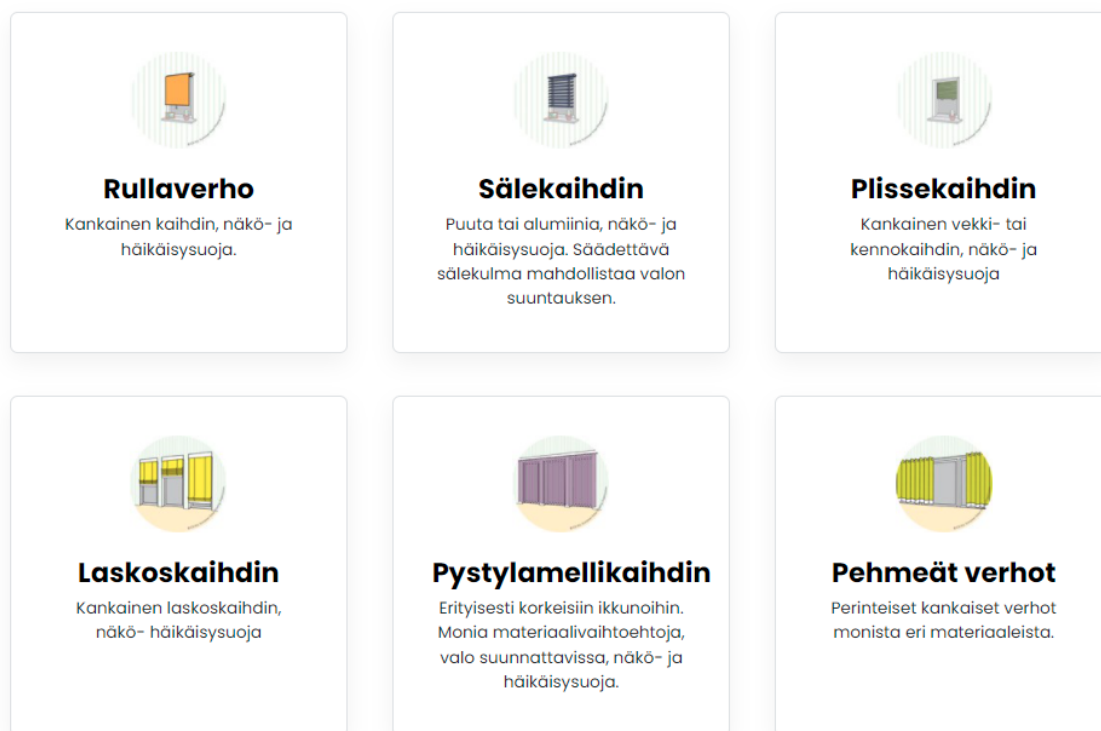 Rullaverho
Kankainen kaihdin, näkö- ja
häikäisysuoja.
Sälekaihdin
Puuta tai alumiinia, näkö- ja
häikäisysuoja. Säädettävä
sälekulma mahdollistaa valon
suuntauksen.
Plissekaihdin
Kankainen vekki- tai
kennokaihdin, näkö- ja
häikäisysuoja
Laskoskaihdin
Kankainen laskoskaihdin,
näkö- häikäisysuoja
Pystylamellikaihdin
Erityisesti korkeisiin ikkunoihin.
Monia materiaalivaihtoehtoja,
valo suunnattavissa, näkö- ja
häikäisysuoja.
Pehmeät verhot
Perinteiset kankaiset verhot
monista eri materiaaleista.